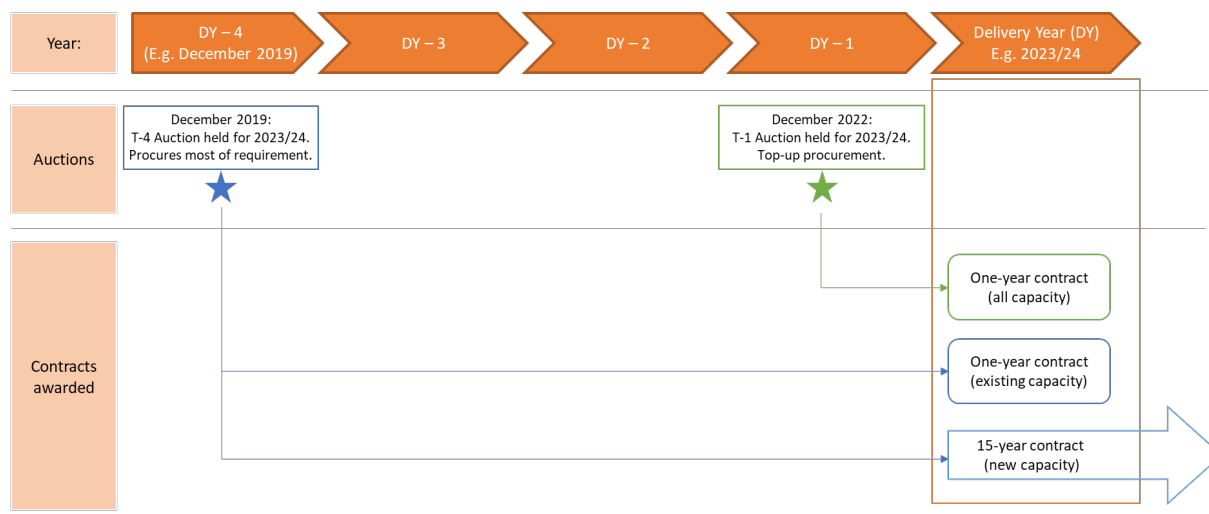 Year:
DY – 4
(E.g. December 2019)
DY – 3
DY – 2
DY – 1
Delivery Year (DY)
E.g. 2023/24
Auctions
December 2019:
T-4 Auction held for 2023/24.
Procures most of requirement.
December 2022:
T-1 Auction held for 2023/24.
Top-up procurement.
Contracts
awarded
One-year contract
(all capacity)
One-year contract
(existing capacity)
15-year contract
(new capacity)